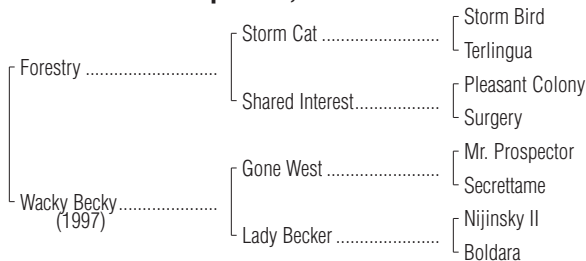 Storm Bird
Storm Cat ........................
Terlingua
Forestry ...........................
Pleasant Colony
Shared Interest.................
Surgery
Mr. Prospector
Gone West .......................
Secrettame
Wacky Becky....................
(1997)
Nijinsky II
Lady Becker .....................
Boldara